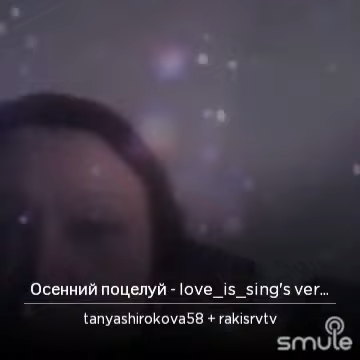 Осенний поцелуй - love_is_sing's ver...
tanyashirokova58 + rakisrvtv
smule